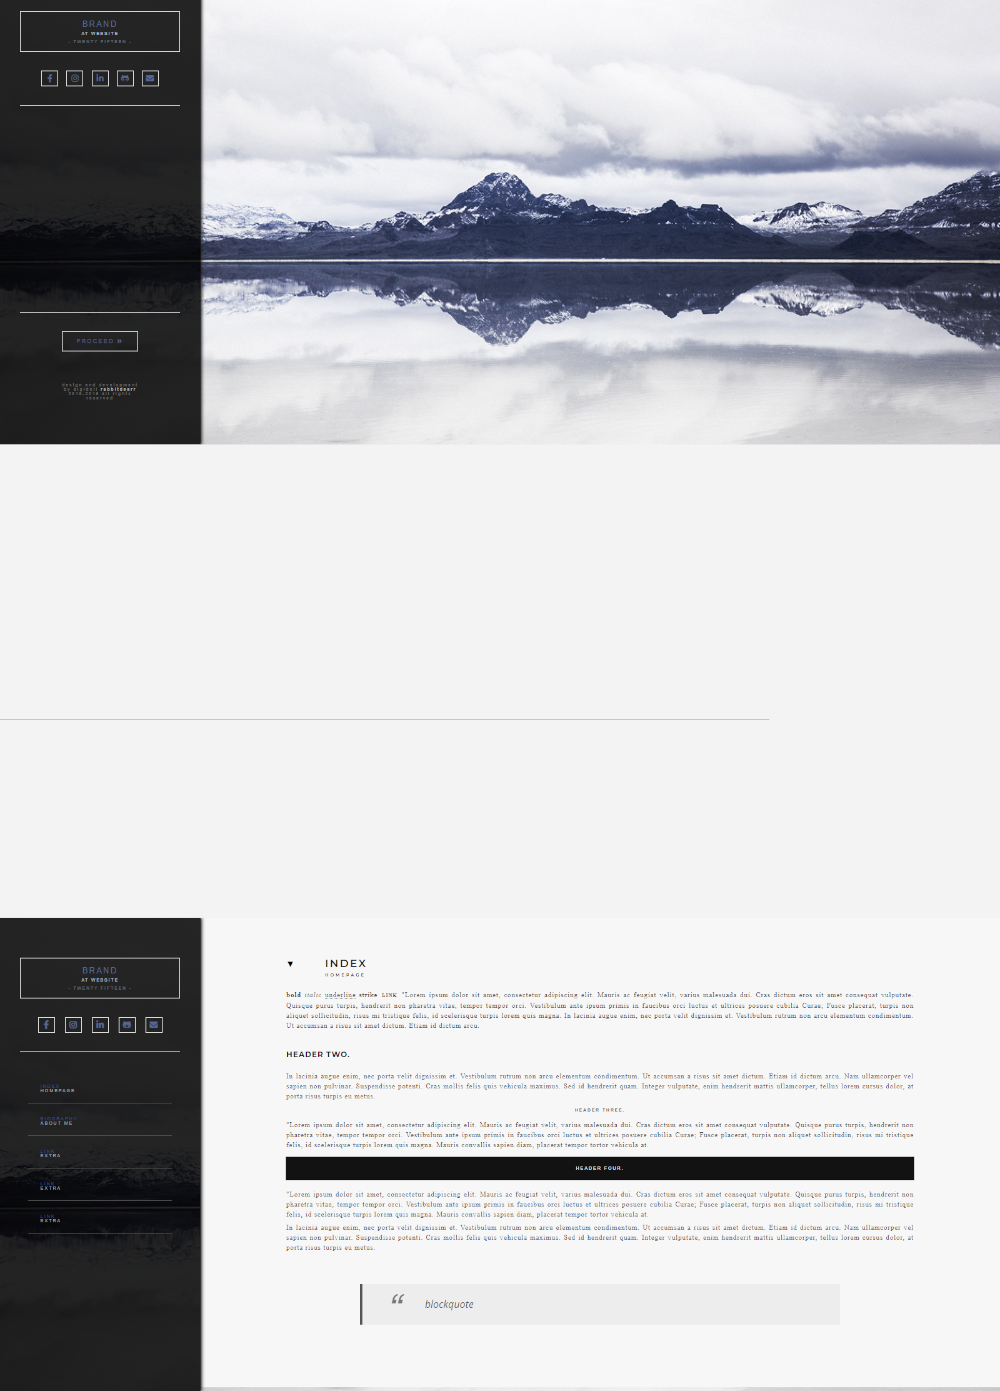 BRAND
AT WEBSITE
- TWENTY FIFTEEN -
PROCEED
design and development
by digidoll rabbitdearr
2018-2019 all rights
reserved
BRAND
AT WEBSITE
- TWENTY FIFTEEN -
INDEX
HOMEPAGE
BIOGRAPHY
ABOUT ME
LINK
EXTRA
LINK
EXTRA
LINK
EXTRA
INDEX
HOMEPAGE
bold italic underline strike LINK "Lorem ipsum dolor sit amet, consectetur adipiscing elit. Mauris ac feugiat velit, varius malesuada dui. Cras dictum eros sit amet consequat vulputate.
Quisque purus turpis, hendrerit non pharetra vitae, tempor tempor orci. Vestibulum ante ipsum primis in faucibus orci luctus et ultrices posuere cubilia Curae; Fusce placerat, turpis non
aliquet sollicitudin, risus mi tristique felis, id scelerisque turpis lorem quis magna. In lacinia augue enim, nec porta velit dignissim et. Vestibulum rutrum non arcu elementum condimentum.
Ut accumsan a risus sit amet dictum. Etiam id dictum arcu.
HEADER TWO.
In lacinia augue enim, nec porta velit dignissim et. Vestibulum rutrum non arcu elementum condimentum. Ut accumsan a risus sit amet dictum. Etiam id dictum arcu. Nam ullamcorper vel
sapien non pulvinar. Suspendisse potenti. Cras mollis felis quis vehicula maximus. Sed id hendrerit quam. Integer vulputate, enim hendrerit mattis ullamcorper, tellus lorem cursus dolor, at
porta risus turpis eu metus.
HEADER THREE.
"Lorem ipsum dolor sit amet, consectetur adipiscing elit. Mauris ac feugiat velit, varius malesuada dui. Cras dictum eros sit amet consequat vulputate. Quisque purus turpis, hendrerit non
pharetra vitae, tempor tempor orci. Vestibulum ante ipsum primis in faucibus orci luctus et ultrices posuere cubilia Curae; Fusce placerat, turpis non aliquet sollicitudin, risus mi tristique
felis, id scelerisque turpis lorem quis magna. Mauris convallis sapien diam, placerat tempor tortor vehicula at.
HEADER FOUR.
"Lorem ipsum dolor sit amet, consectetur adipiscing elit. Mauris ac feugiat velit, varius malesuada dui. Cras dictum eros sit amet consequat vulputate. Quisque purus turpis, hendrerit non
pharetra vitae, tempor tempor orci. Vestibulum ante ipsum primis in faucibus orci luctus et ultrices posuere cubilia Curae; Fusce placerat, turpis non aliquet sollicitudin, risus mi tristique
felis, id scelerisque turpis lorem quis magna. Mauris convallis sapien diam, placerat tempor tortor vehicula at.
In lacinia augue enim, nec porta velit dignissim et. Vestibulum rutrum non arcu elementum condimentum. Ut accumsan a risus sit amet dictum. Etiam id dictum arcu. Nam ullamcorper vel
sapien non pulvinar. Suspendisse potenti. Cras mollis felis quis vehicula maximus. Sed id hendrerit quam. Integer vulputate, enim hendrerit mattis ullamcorper, tellus lorem cursus dolor, at
porta risus turpis eu metus.
“ blockquote